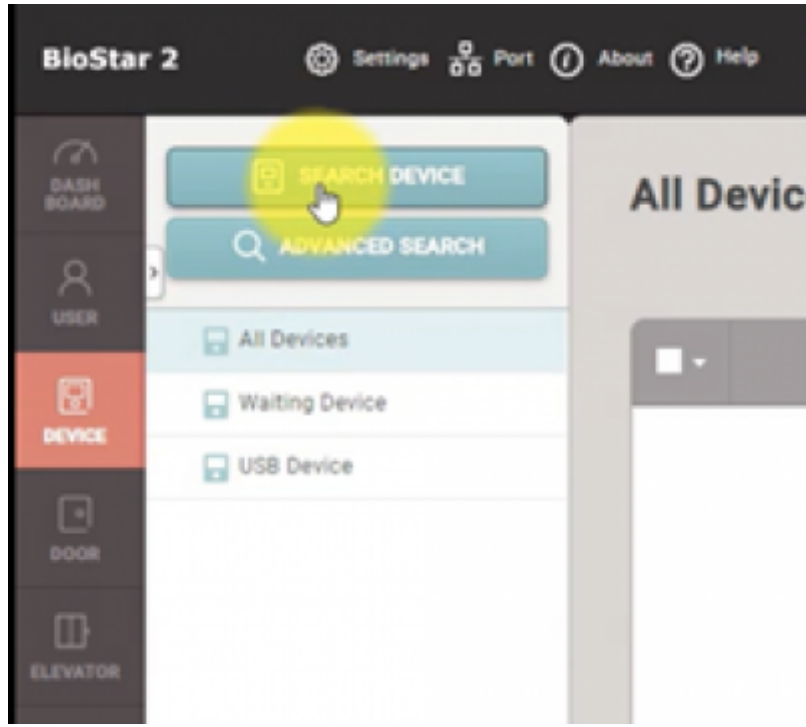 BioStar 2 Settings Port About Help
DASH
BOARD
USER
DEVICE
DOOR
ELEVATOR
SEARCH DEVICE
ADVANCED SEARCH
All Devices
Waiting Device
USB Device
All Devic